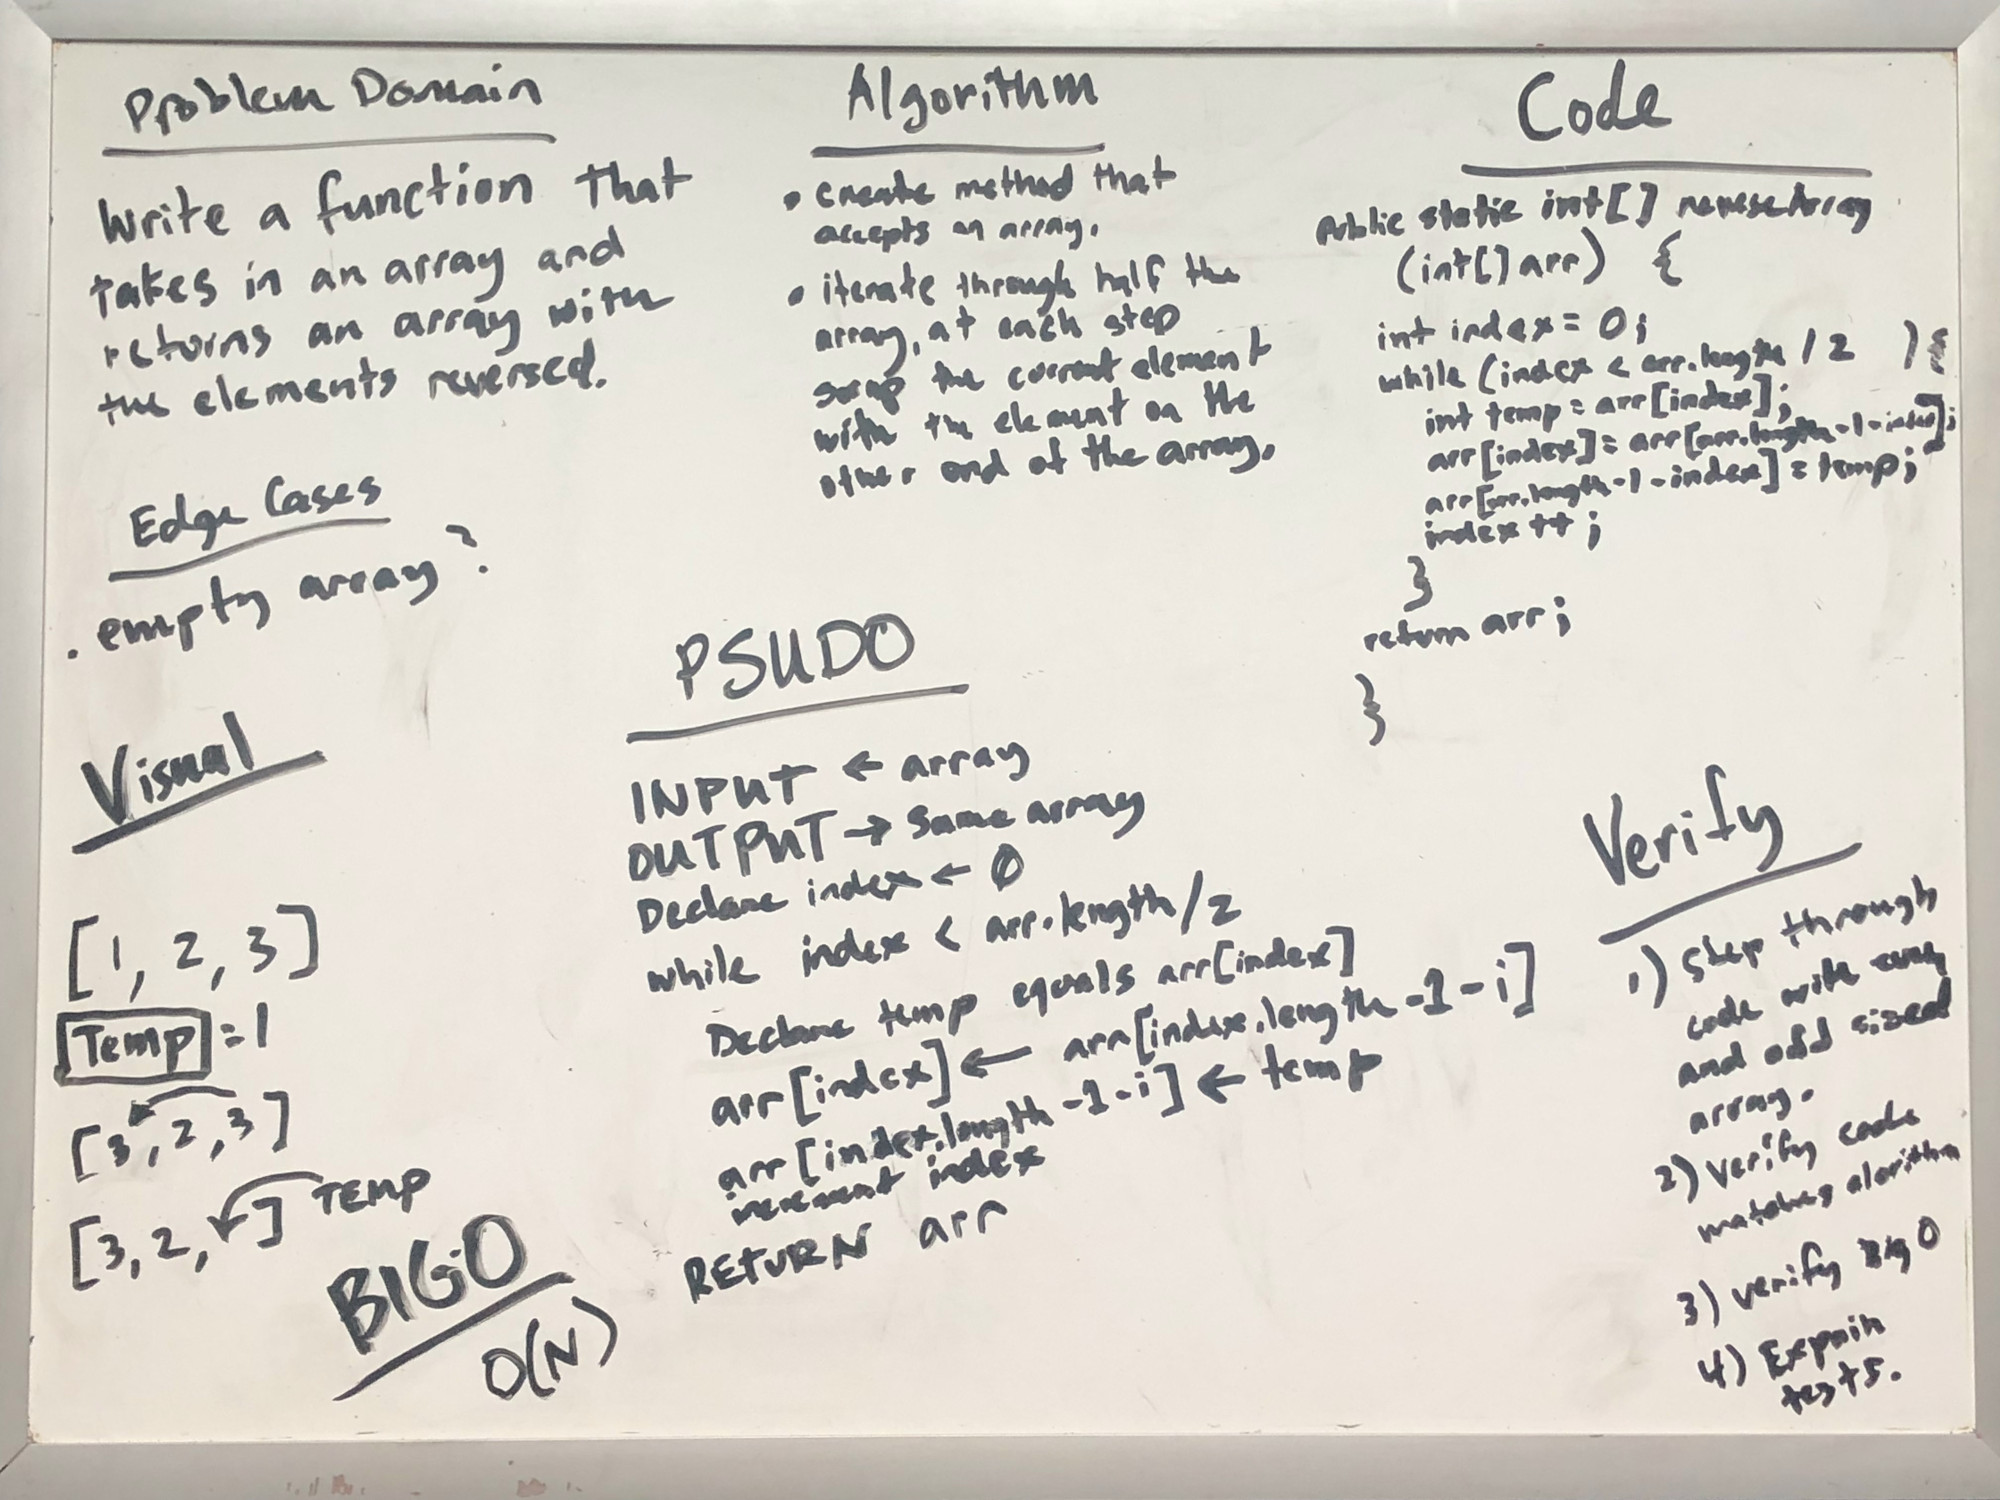 Problem Domain
Write a function that
takes in an array and
returns an array with
the elements reversed.
Edge Cases
. empty array?
Visual
[1, 2, 3]
Temp = 1
[3, 2, 3]
[3, 2, ] TEMP
BIG O
O(N)
Algorithm
• create method that
accepts an array.
• iterate through half the
array, at each step
swap the current element
with the element on the
other end of the array.
PSUDO
INPUT ← array
OUTPUT → Same array
Declare index ← 0
while index < arr.length/2
Declare temp equals arr[index]
arr[index] ← arr[index.length-1-i]
arr[index.length-1-i] ← temp
increment index
RETURN arr
Code
public static int[] reverseArray
(int[] arr) {
int index = 0;
while (index < arr.length / 2 ) {
int temp = arr[index];
arr[index] = arr[arr.length-1-index];
arr[arr.length-1-index] = temp;
index ++;
}
return arr;
}
Verify
1) Step through
code with even
and odd sized
array.
2) verify code
matches alorithm
3) verify Big O
4) Expain
tests.